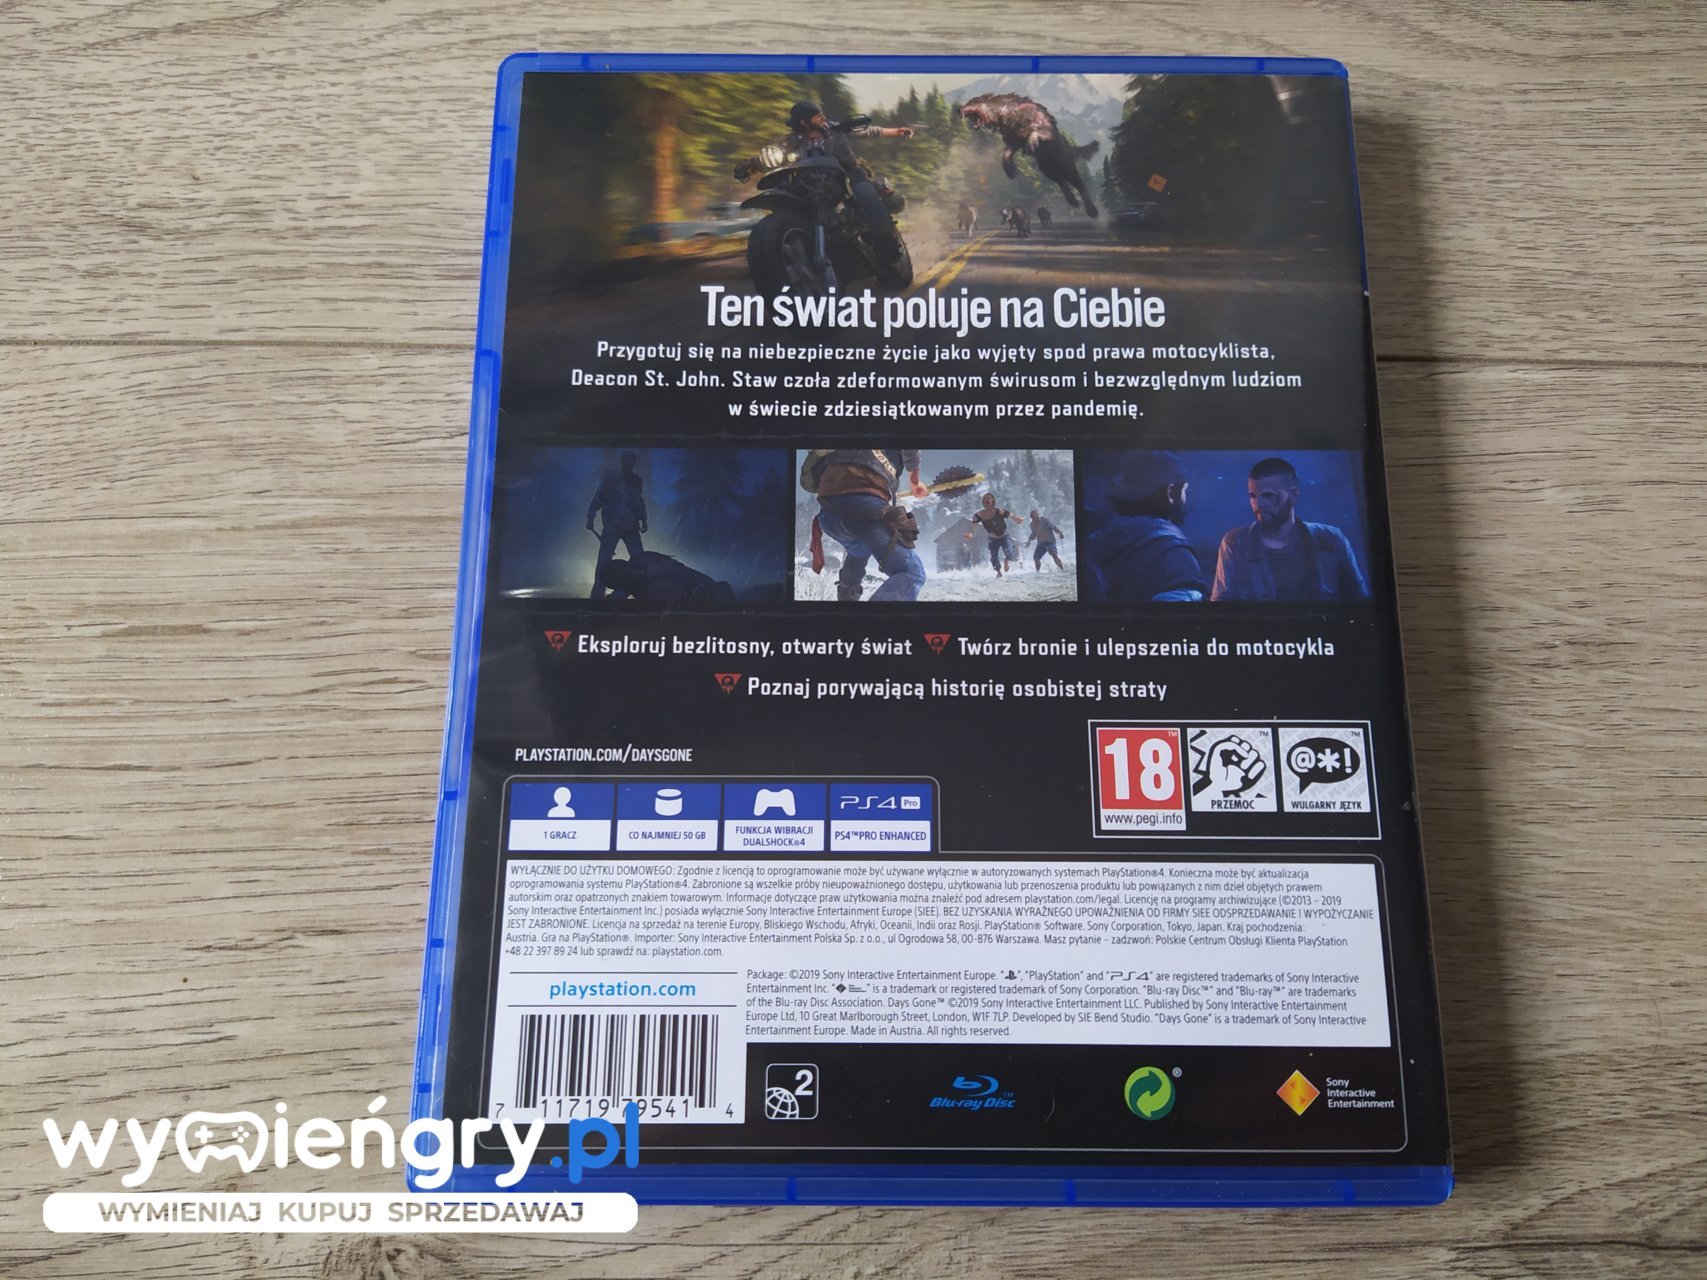 Ten świat poluje na Ciebie
Przygotuj się na niebezpieczne życie jako wyjęty spod prawa motocyklista,
Deacon St. John. Staw czoła zdeformowanym świrusom i bezwzględnym ludziom
w świecie zdziesiątkowanym przez pandemię.
Eksploruj bezlitosny, otwarty świat
Twórz bronie i ulepszenia do motocykla
Poznaj porywającą historię osobistej straty
PLAYSTATION.COM/DAYSGONE
18
www.pegi.info
PRZEMOC
@*!
WULGARNY JĘZYK
PS4 Pro
1 GRACZ
CO NAJMNIEJ 50 GB
FUNKCJA WIBRACJI
DUALSHOCK®4
PS4™PRO ENHANCED
WYŁĄCZNIE DO UŻYTKU DOMOWEGO: Zgodnie z licencją to oprogramowanie może być używane wyłącznie w autoryzowanych systemach PlayStation®4. Konieczna może być aktualizacja
oprogramowania systemu PlayStation®4. Zabronione są wszelkie próby nieupoważnionego dostępu, użytkowania lub przenoszenia produktu lub powiązanych z nim dzieł objętych prawem
autorskim oraz opatrzonych znakiem towarowym. Informacje dotyczące praw użytkowania można znaleźć pod adresem playstation.com/legal. Licencję na programy archiwizujące (©2013 - 2019
Sony Interactive Entertainment Inc.) posiada wyłącznie Sony Interactive Entertainment Europe (SIEE). BEZ UZYSKANIA WYRAŹNEGO UPOWAŻNIENIA OD FIRMY SIEE ODSPRZEDAWANIE I WYPOŻYCZANIE
JEST ZABRONIONE. Licencja na sprzedaż na terenie Europy, Bliskiego Wschodu, Afryki, Oceanii, Indii oraz Rosji. PlayStation® Software. Sony Corporation, Tokyo, Japan. Kraj pochodzenia:
Austria. Gra na PlayStation®. Importer: Sony Interactive Entertainment Polska Sp. z o.o., ul Ogrodowa 58, 00-876 Warszawa. Masz pytanie - zadzwoń: Polskie Centrum Obsługi Klienta PlayStation
+48 22 397 89 24 lub sprawdź na: playstation.com.
playstation.com
Package: ©2019 Sony Interactive Entertainment Europe. "", "PlayStation" and "PS4" are registered trademarks of Sony Interactive
Entertainment Inc. "" is a trademark or registered trademark of Sony Corporation. "Blu-ray Disc™" and "Blu-ray™" are trademarks
of the Blu-ray Disc Association. Days Gone™ ©2019 Sony Interactive Entertainment LLC. Published by Sony Interactive Entertainment
Europe Ltd, 10 Great Marlborough Street, London, W1F 7LP. Developed by SIE Bend Studio. "Days Gone" is a trademark of Sony Interactive
Entertainment Europe. Made in Austria. All rights reserved.
7 11719 79541 4
2
Blu-ray Disc™
®
Sony
Interactive
Entertainment
wymieńgry.pl
WYMIENIAJ KUPUJ SPRZEDAWAJ